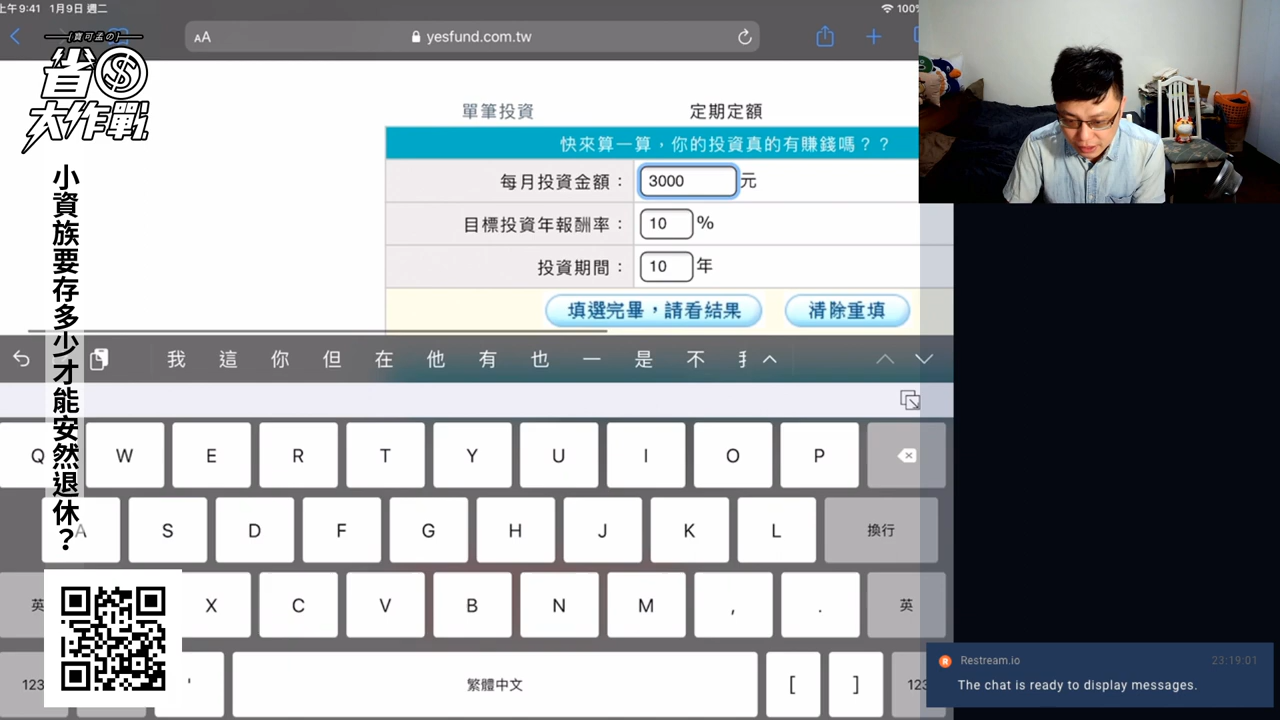 上午9:41 1月9日 週二
100%
AA
yesfund.com.tw
寶可孟の
省$
大作戰
小資族要存多少才能安然退休？
單筆投資 定期定額
快來算一算，你的投資真的有賺錢嗎？？
每月投資金額： 3000 元
目標投資年報酬率： 10 %
投資期間： 10 年
填選完畢，請看結果 清除重填
我 這 你 但 在 他 有 也 一 是 不
Q W E R T Y U I O P
A S D F G H J K L 換行
英 X C V B N M , . 英
123 ' 繁體中文 [ ] 123
Restream.io 23:19:01
The chat is ready to display messages.